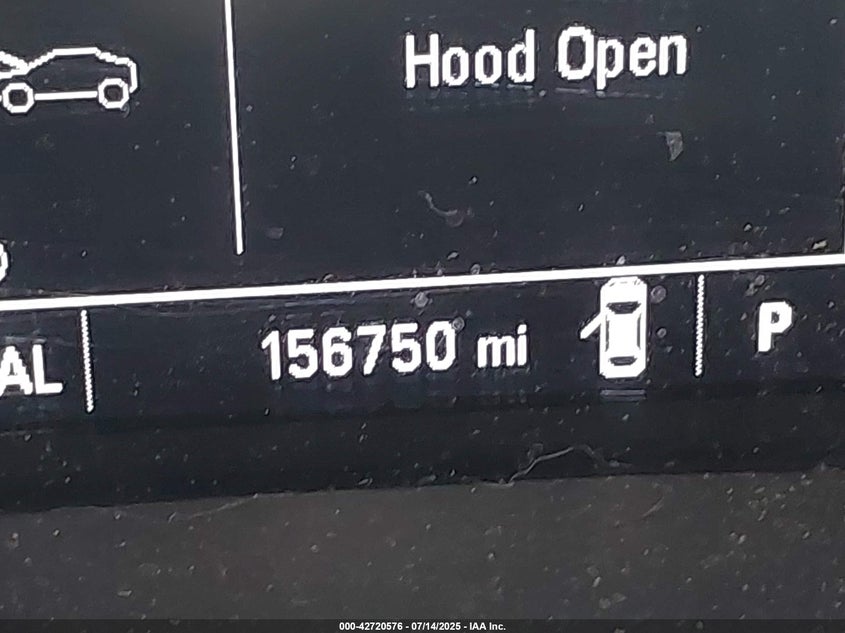 Hood Open
AL
156750 mi
P
000-42720576 - 07/14/2025 - IAA Inc.